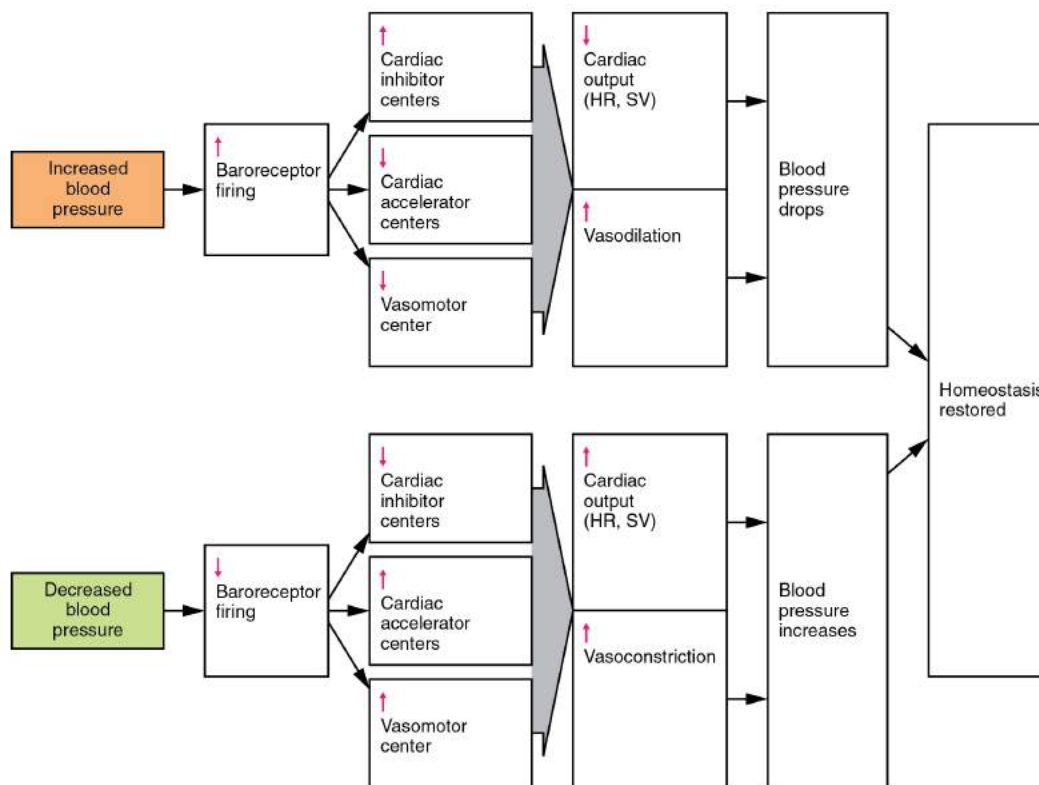 Increased
blood
pressure
↑
Baroreceptor
firing
↑
Cardiac
inhibitor
centers
↓
Cardiac
accelerator
centers
↓
Vasomotor
center
↓
Cardiac
output
(HR, SV)
↑
Vasodilation
Blood
pressure
drops
Homeostasis
restored
Decreased
blood
pressure
↓
Baroreceptor
firing
↓
Cardiac
inhibitor
centers
↑
Cardiac
accelerator
centers
↑
Vasomotor
center
↑
Cardiac
output
(HR, SV)
↑
Vasoconstriction
Blood
pressure
increases